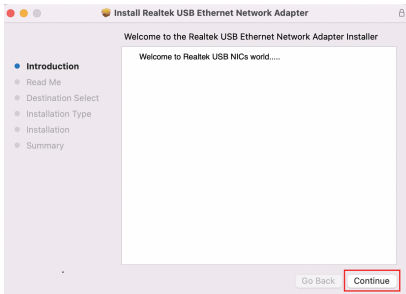 Install Realtek USB Ethernet Network Adapter
Welcome to the Realtek USB Ethernet Network Adapter Installer
Welcome to Realtek USB NICs world.....
Introduction
Read Me
Destination Select
Installation Type
Installation
Summary
Go Back
Continue